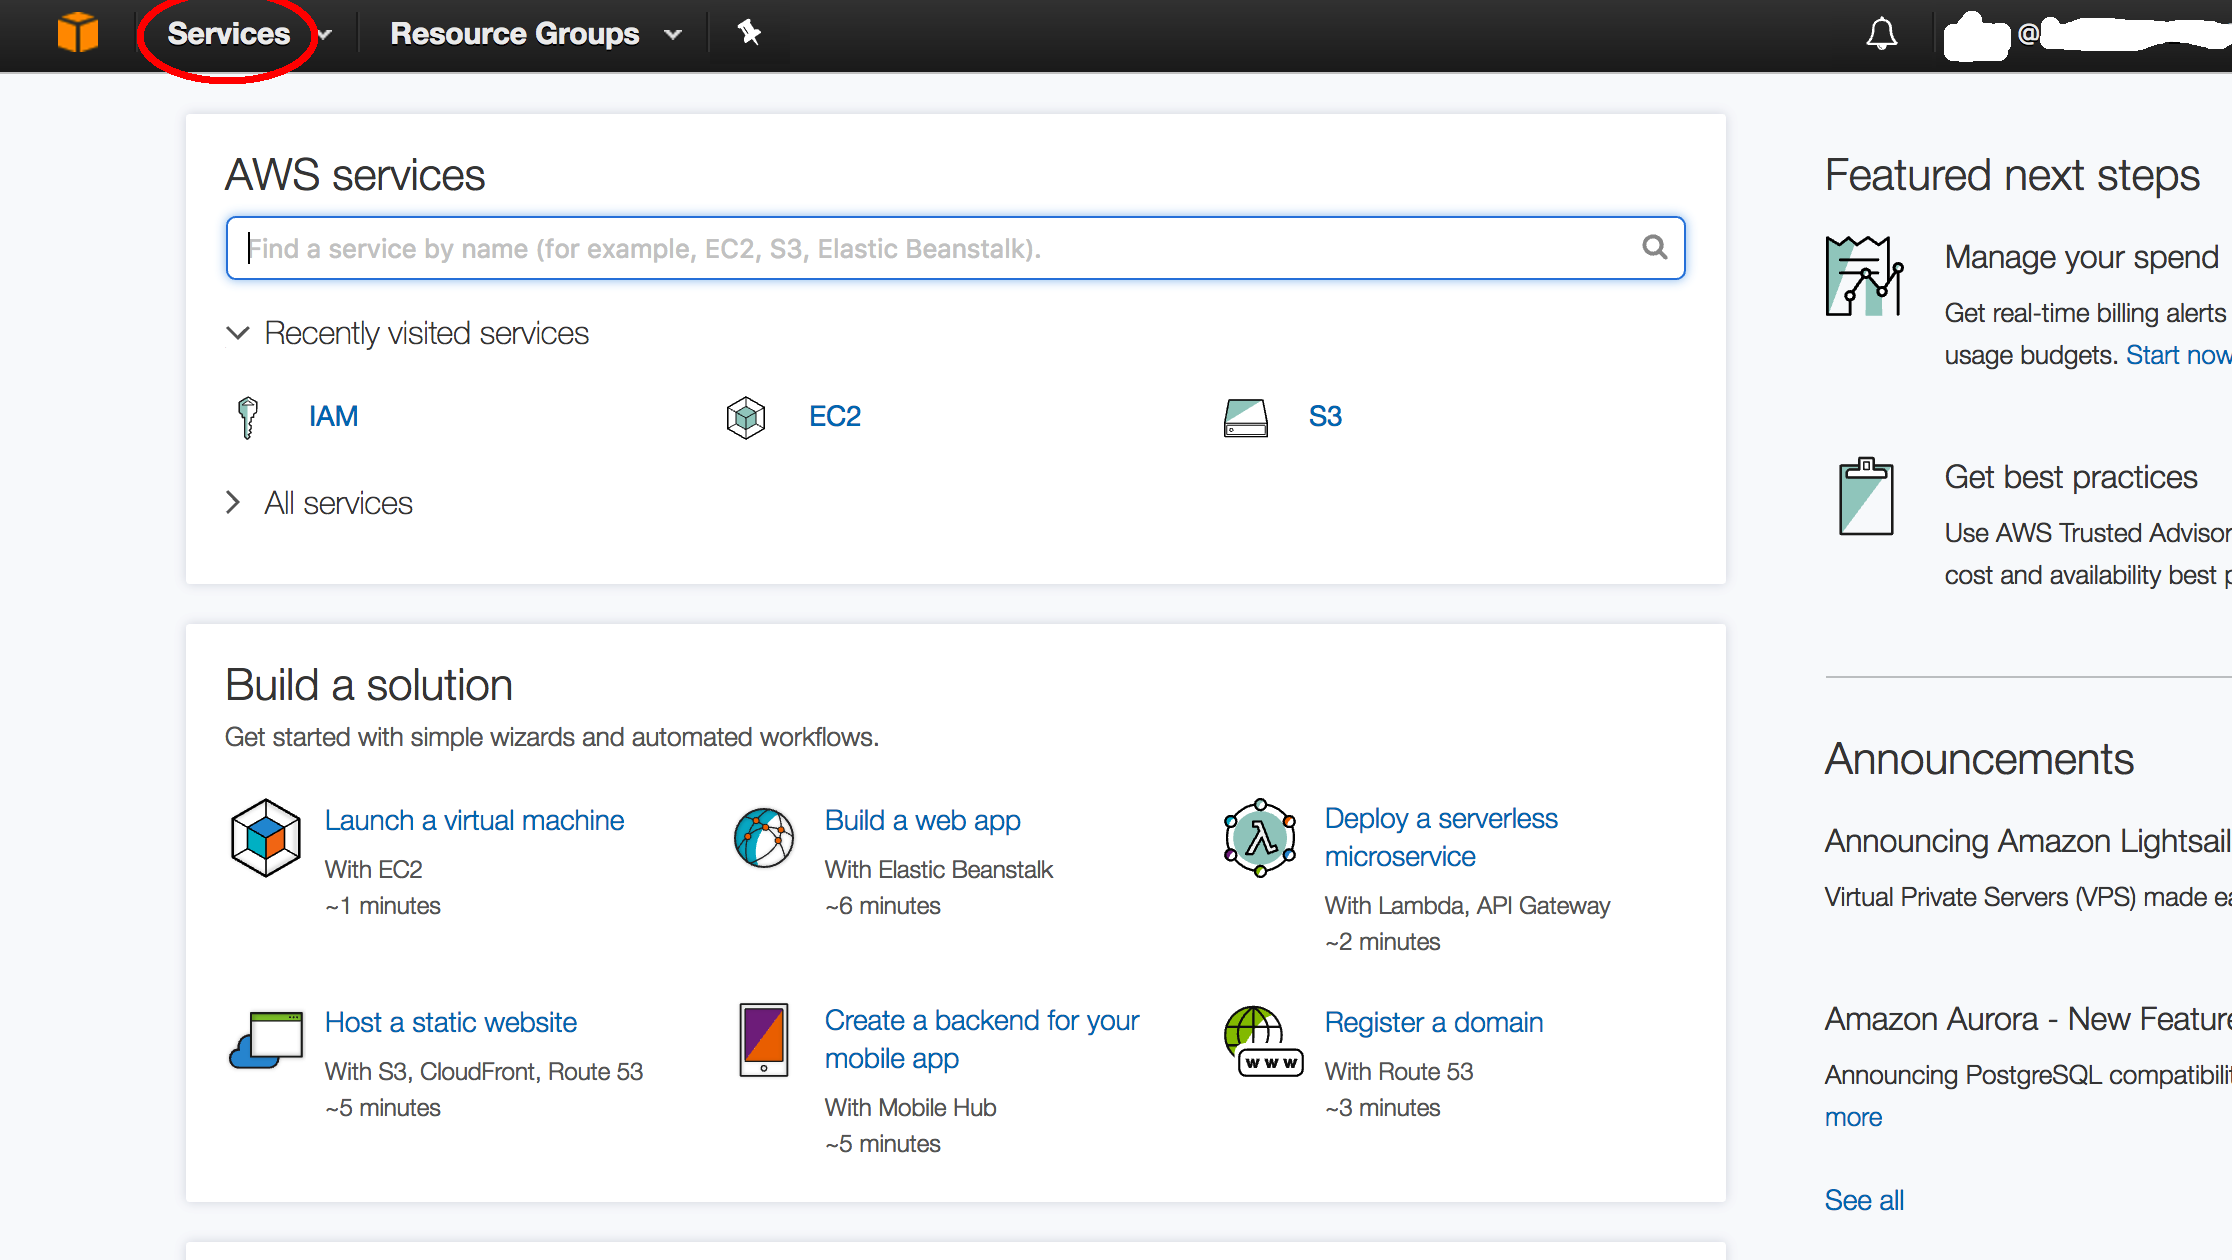 Services
Resource Groups
@
AWS services
Find a service by name (for example, EC2, S3, Elastic Beanstalk).
Recently visited services
IAM
EC2
S3
All services
Build a solution
Get started with simple wizards and automated workflows.
Launch a virtual machine
With EC2
~1 minutes
Build a web app
With Elastic Beanstalk
~6 minutes
Deploy a serverless
microservice
With Lambda, API Gateway
~2 minutes
Host a static website
With S3, CloudFront, Route 53
~5 minutes
Create a backend for your
mobile app
With Mobile Hub
~5 minutes
www
Register a domain
With Route 53
~3 minutes
Featured next steps
Manage your spend
Get real-time billing alerts
usage budgets. Start now
Get best practices
Use AWS Trusted Advisor
cost and availability best
Announcements
Announcing Amazon Lightsail
Virtual Private Servers (VPS) made
Amazon Aurora - New
Announcing PostgreSQL
more
See all